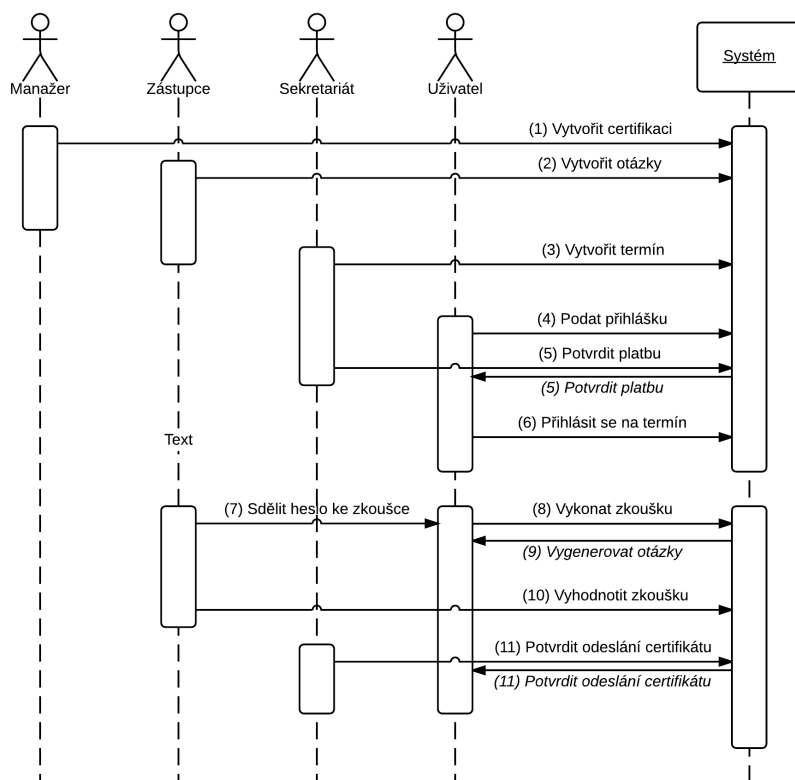 Manažer
Zástupce
Sekretariát
Uživatel
Systém
(1) Vytvořit certifikaci
(2) Vytvořit otázky
(3) Vytvořit termín
(4) Podat přihlášku
(5) Potvrdit platbu
(5) Potvrdit platbu
(6) Přihlásit se na termín
Text
(7) Sdělit heslo ke zkoušce
(8) Vykonat zkoušku
(9) Vygenerovat otázky
(10) Vyhodnotit zkoušku
(11) Potvrdit odeslání certifikátu
(11) Potvrdit odeslání certifikátu